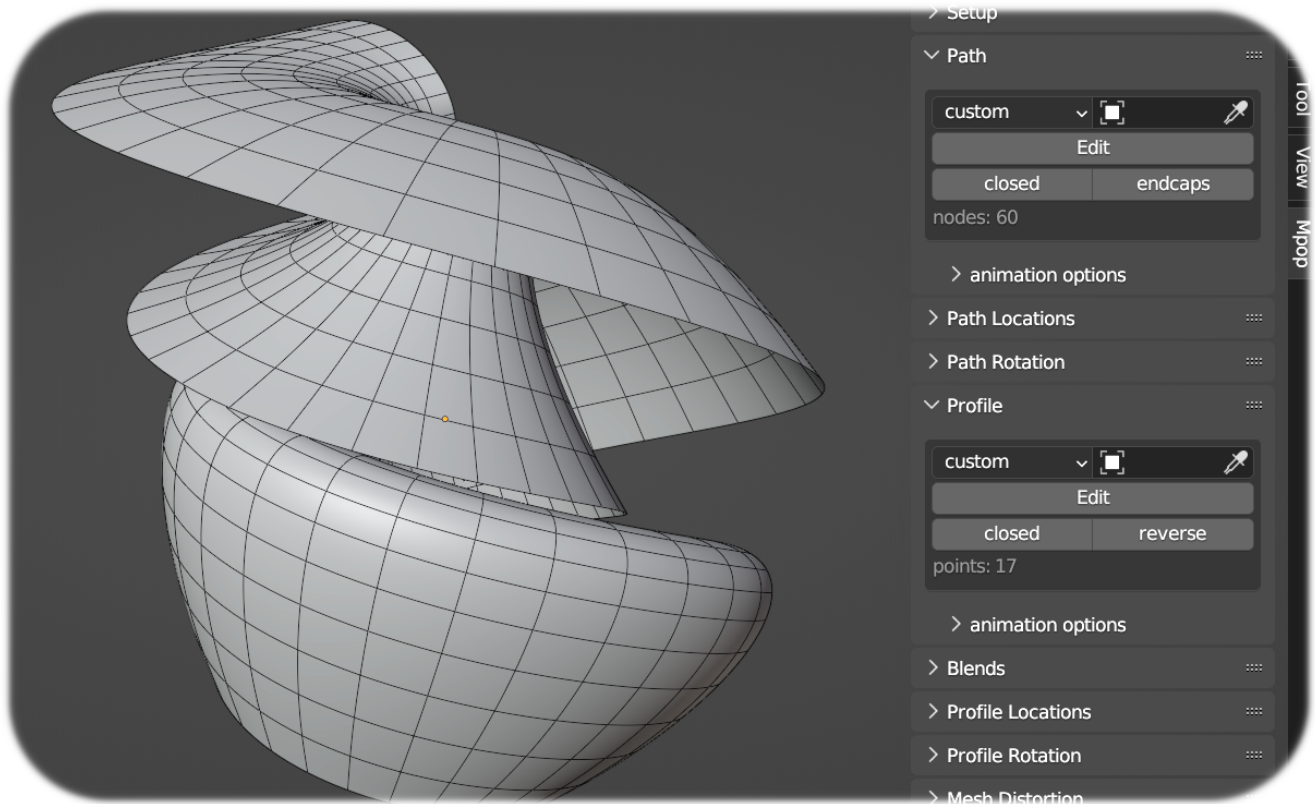 Setup
Path
custom
Edit
closed endcaps
nodes: 60
animation options
Path Locations
Path Rotation
Profile
custom
Edit
closed reverse
points: 17
animation options
Blends
Profile Locations
Profile Rotation
Mesh Distortion
Tool
View
Mpop